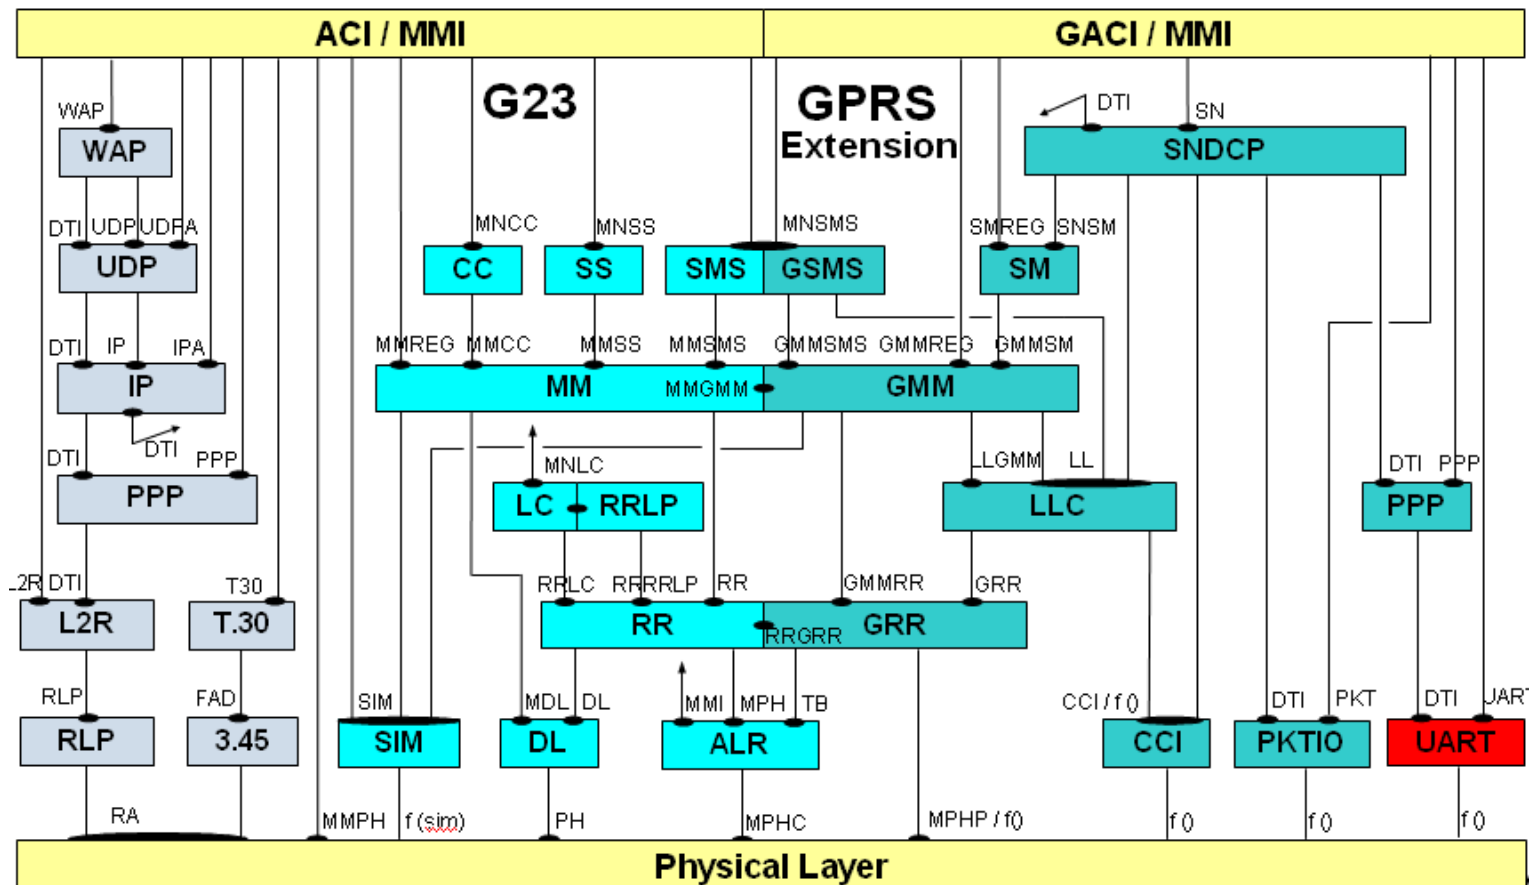 ACI / MMI GACI / MMI
G23 GPRS
Extension
WAP DTI SN
WAP SNDCP
DTI UDP UDPA MNCC MNSS MNSMS SMREG SNSM
UDP CC SS SMS GSMS SM
DTI IP IPA MMREG MMCC MMSS MMSMS GMMSMS GMMREG GMMSM
IP MM MMGMM GMM
DTI
DTI PPP MNLC LLGMM LL DTI PPP
PPP LC RRLP LLC PPP
L2R DTI T30 RRLC RRRRLP RR GMMRR GRR
L2R T.30 RR RRGRR GRR
RLP FAD SIM MDL DL MMI MPH TB CCI / f () DTI PKT DTI UART
RLP 3.45 SIM DL ALR CCI PKTIO UART
RA MMPH f (sim) PH MPHC MPHP / f() f () f () f ()
Physical Layer